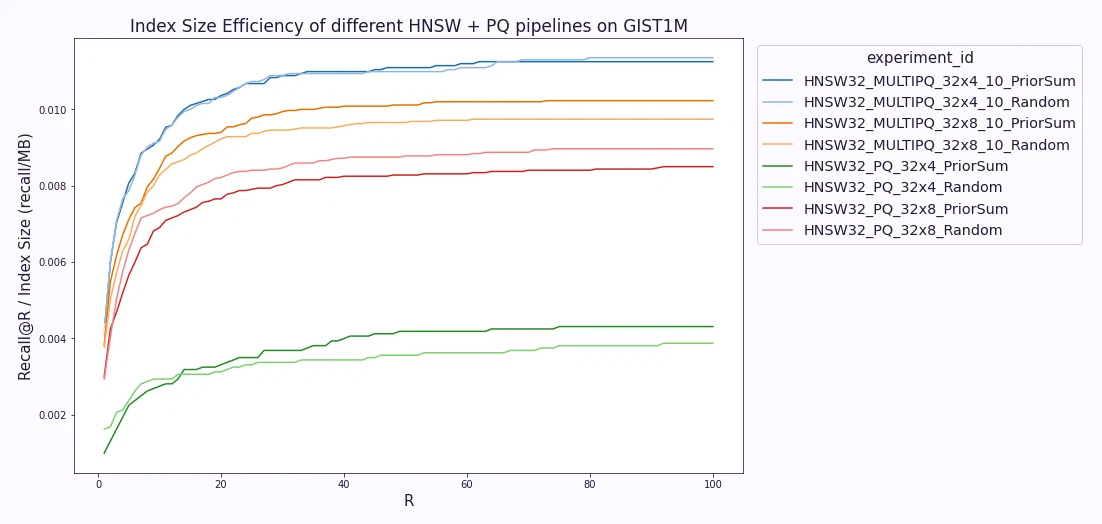 Index Size Efficiency of different HNSW + PQ pipelines on GIST1M
Recall@R / Index Size (recall/MB)
0.010
0.008
0.006
0.004
0.002
0
20
40
60
80
100
R
experiment_id
HNSW32_MULTIPQ_32x4_10_PriorSum
HNSW32_MULTIPQ_32x4_10_Random
HNSW32_MULTIPQ_32x8_10_PriorSum
HNSW32_MULTIPQ_32x8_10_Random
HNSW32_PQ_32x4_PriorSum
HNSW32_PQ_32x4_Random
HNSW32_PQ_32x8_PriorSum
HNSW32_PQ_32x8_Random